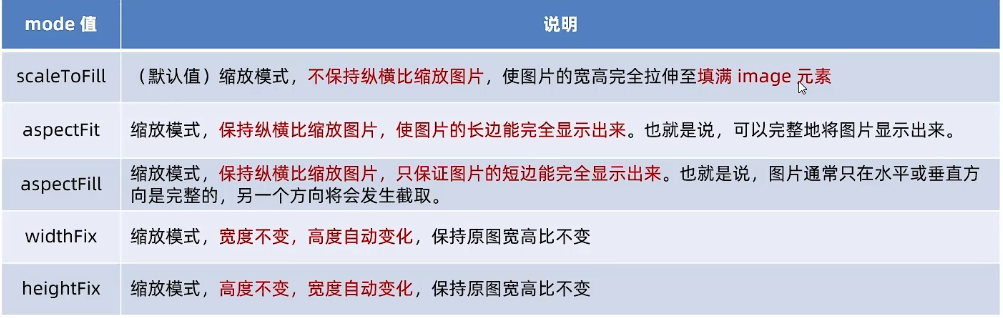 mode 值 说明
scaleToFill （默认值）缩放模式，不保持纵横比缩放图片，使图片的宽高完全拉伸至填满 image 元素
aspectFit 缩放模式，保持纵横比缩放图片，使图片的长边能完全显示出来。也就是说，可以完整地将图片显示出来。
aspectFill 缩放模式，保持纵横比缩放图片，只保证图片的短边能完全显示出来。也就是说，图片通常只在水平或垂直
方向是完整的，另一个方向将会发生截取。
widthFix 缩放模式，宽度不变，高度自动变化，保持原图宽高比不变
heightFix 缩放模式，高度不变，宽度自动变化，保持原图宽高比不变